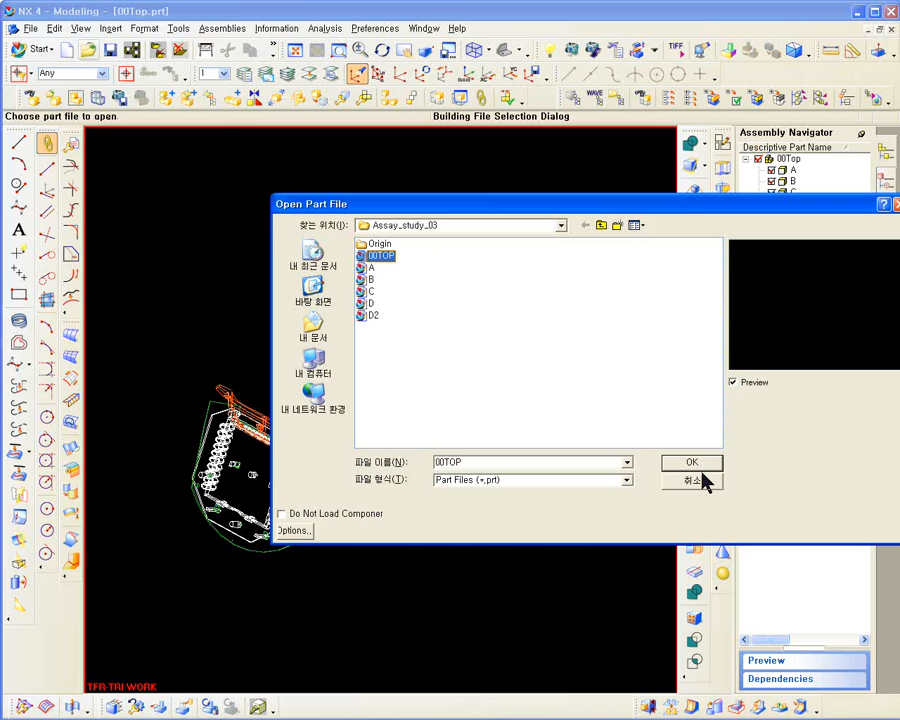 NX 4 - Modeling - [00Top.prt]
File Edit View Insert Format Tools Assemblies Information Analysis Preferences Window Help
Start
TIFF
Any
1
WAVE
Choose part file to open.
Building File Selection Dialog
Assembly Navigator
Descriptive Part Name
00Top
A
B
Open Part File
찾는 위치(I):
Assay_study_03
Origin
00TOP
A
B
C
D
D2
내 최근 문서
바탕 화면
내 문서
내 컴퓨터
내 네트워크 환경
Preview
파일 이름(N):
00TOP
OK
파일 형식(T):
Part Files (*.prt)
취소
Do Not Load Componer
Options..
A
TFR-TRI WORK
Preview
Dependencies